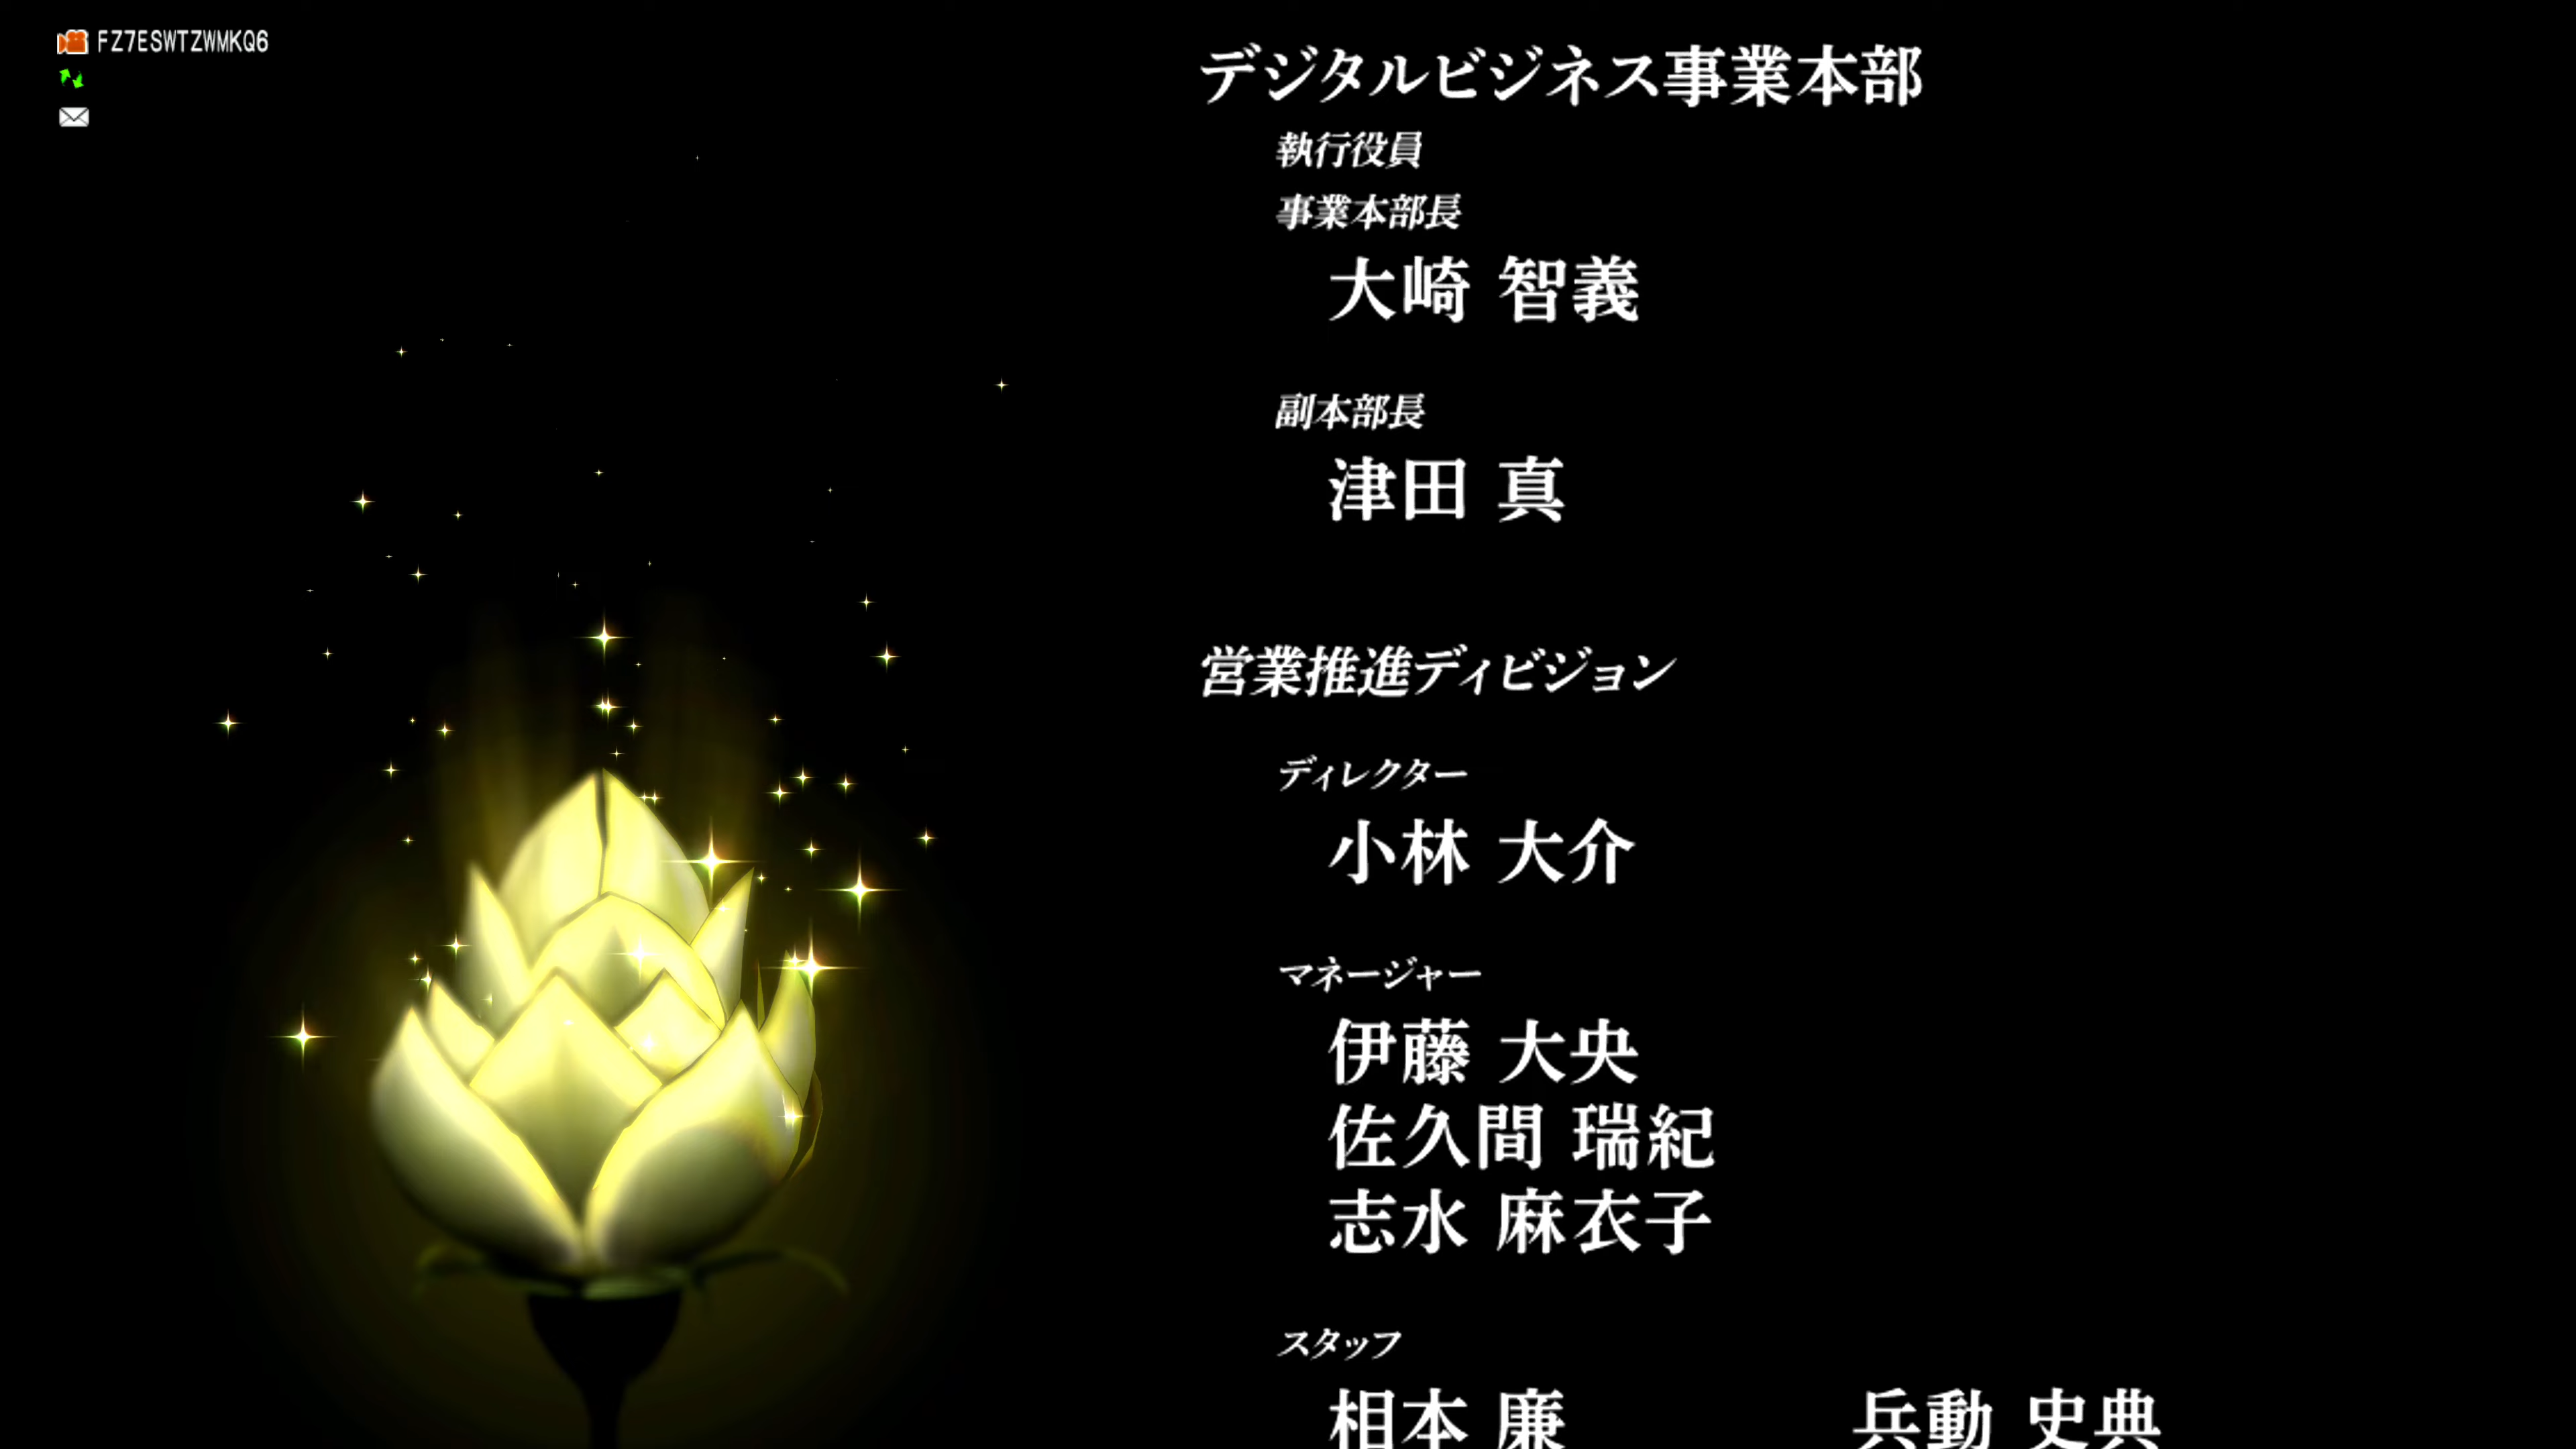 FZ7ESWTZWMKQ6
デジタルビジネス事業本部
執行役員
事業本部長
大崎 智義
副本部長
津田 真
営業推進ディビジョン
ディレクター
小林 大介
マネージャー
伊藤 大央
佐久間 瑞紀
志水 麻衣子
スタッフ
相本 廉 兵動 史典